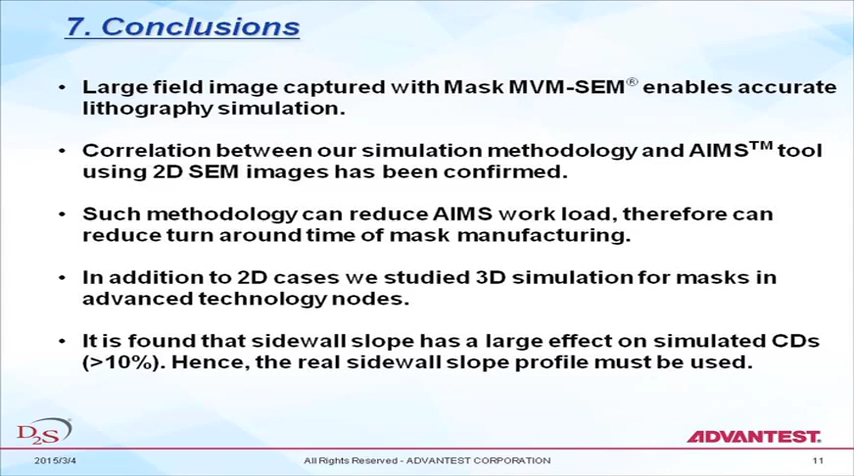 7. Conclusions
• Large field image captured with Mask MVM-SEM® enables accurate
lithography simulation.
• Correlation between our simulation methodology and AIMS™ tool
using 2D SEM images has been confirmed.
• Such methodology can reduce AIMS work load, therefore can
reduce turn around time of mask manufacturing.
• In addition to 2D cases we studied 3D simulation for masks in
advanced technology nodes.
• It is found that sidewall slope has a large effect on simulated CDs
(>10%). Hence, the real sidewall slope profile must be used.
D2S®
ADVANTEST
2015/3/4
All Rights Reserved - ADVANTEST CORPORATION
11